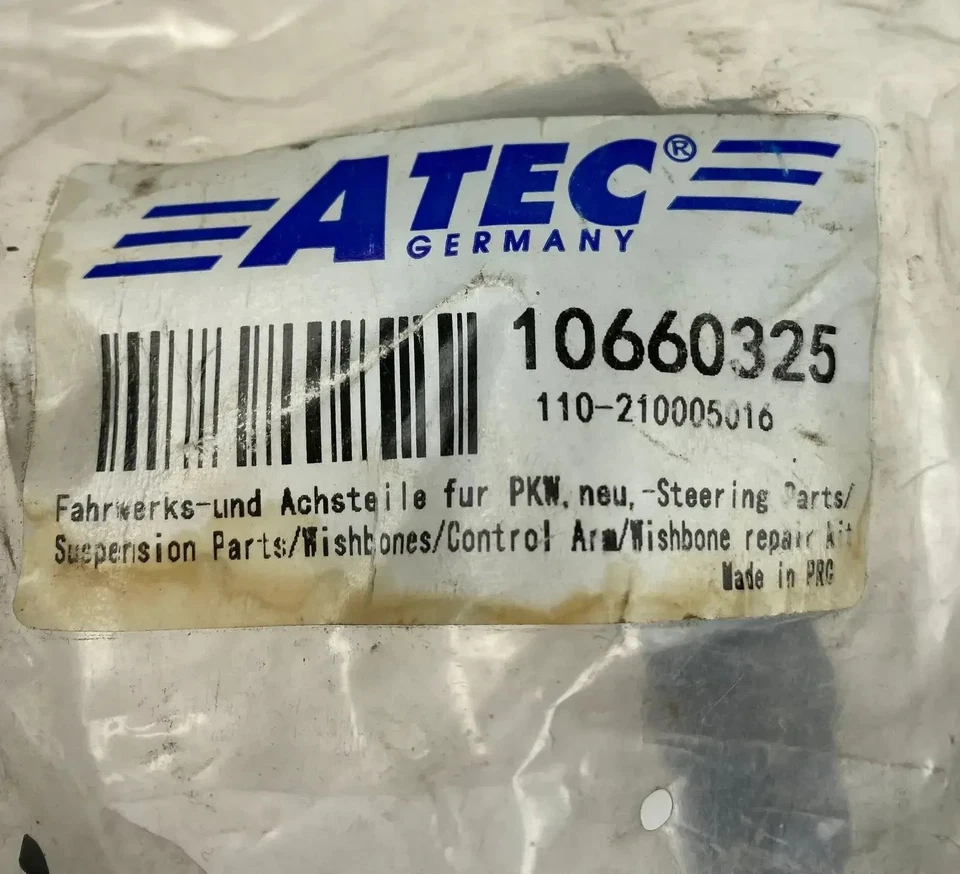 ATEC®
GERMANY
10660325
110-210005016
Fahrwerks-und Achsteile fur PKW, neu,-Steering Parts/
Suspension Parts/Wishbones/Control Arm/Wishbone repair kit
Made in PRC